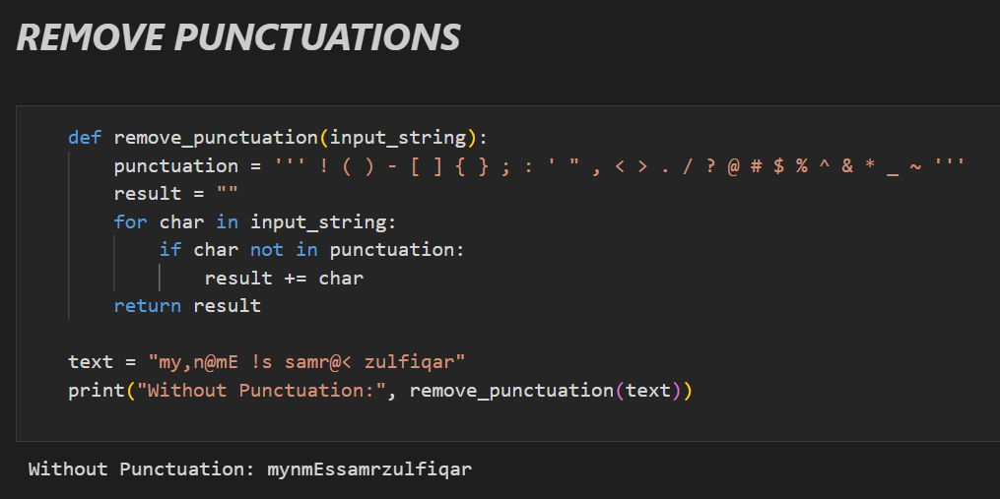 REMOVE PUNCTUATIONS
def remove_punctuation(input_string):
    punctuation = ''' ! ( ) - [ ] { } ; : ' " , < > . / ? @ # $ % ^ & * _ ~ '''
    result = ""
    for char in input_string:
        if char not in punctuation:
            result += char
    return result
text = "my,n@mE !s samr@< zulfiqar"
print("Without Punctuation:", remove_punctuation(text))
Without Punctuation: mynmEssamrzulfiqar